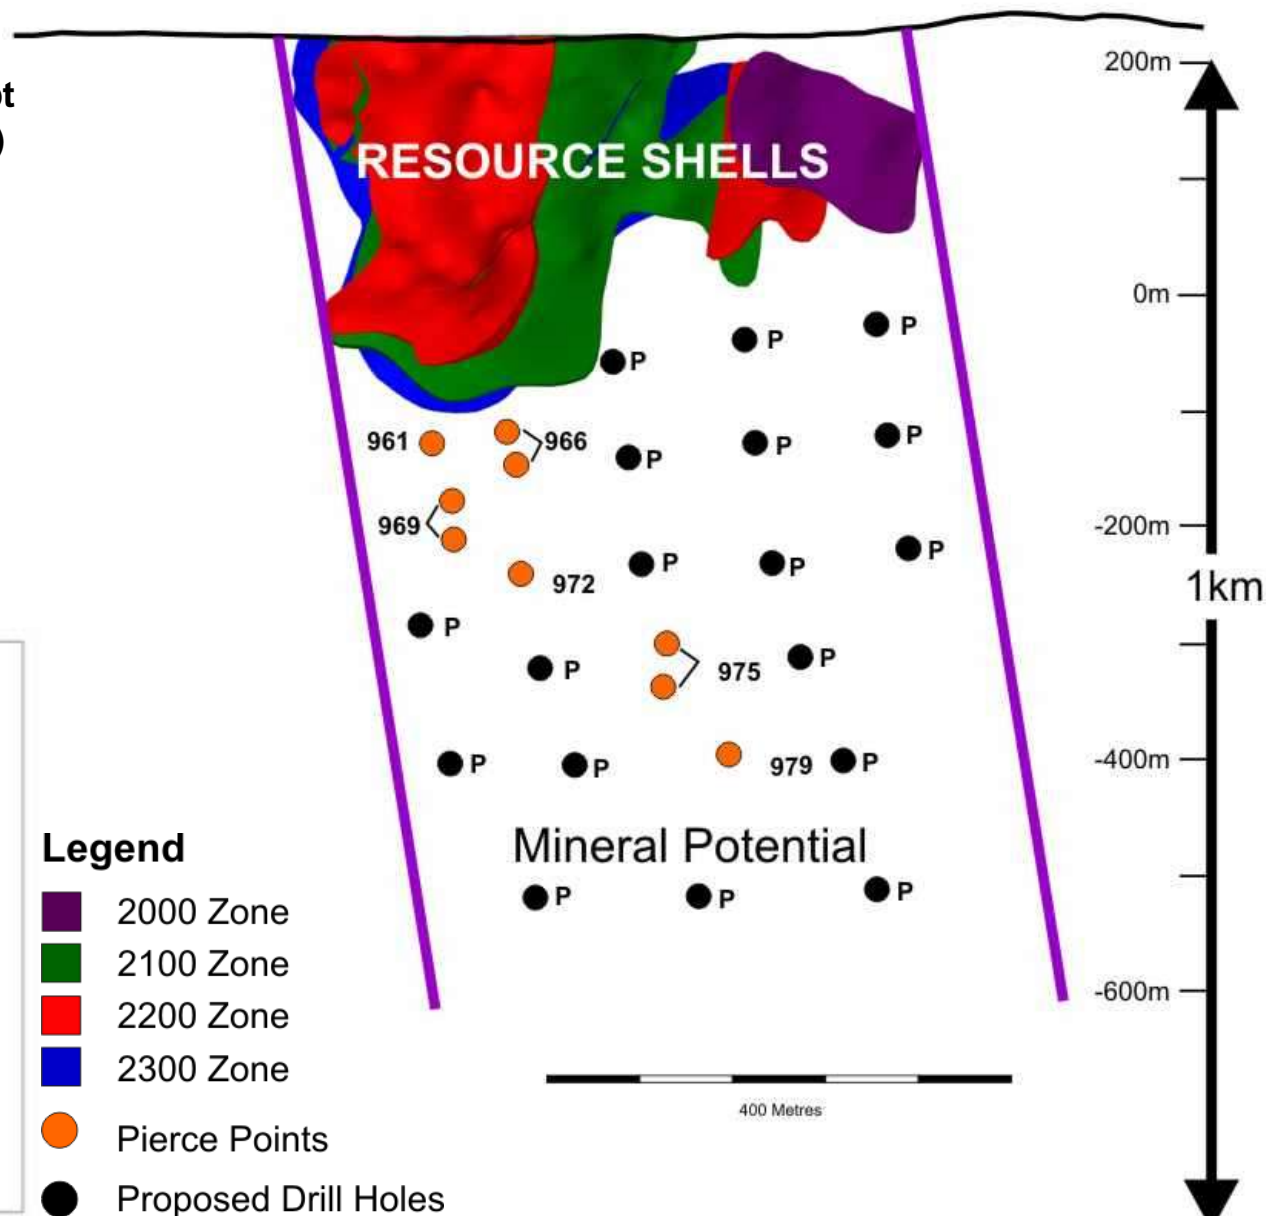 200m
)
RESOURCE SHELLS
0m
P
P
P
961
966
P
P
P
969
-200m
P
P
P
972
1km
P
P
975
P
-400m
P
P
979
P
Mineral Potential
P
P
P
-600m
400 Metres
Legend
2000 Zone
2100 Zone
2200 Zone
2300 Zone
Pierce Points
Proposed Drill Holes